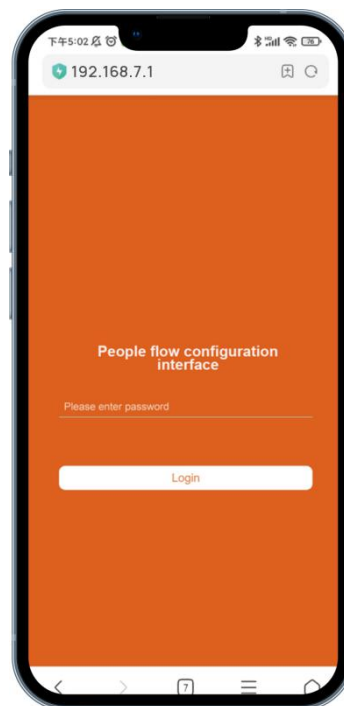 下午5:02
192.168.7.1
People flow configuration
interface
Please enter password
Login
7